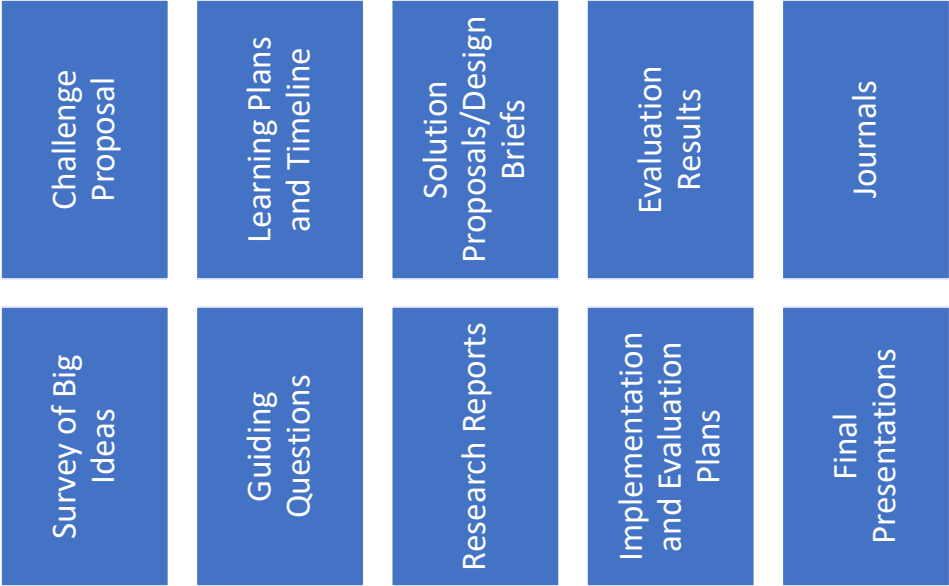 Survey of Big
Ideas
Challenge
Proposal
Guiding
Questions
Learning Plans
and Timeline
Research Reports
Solution
Proposals/Design
Briefs
Implementation
and Evaluation
Plans
Evaluation
Results
Final
Presentations
Journals